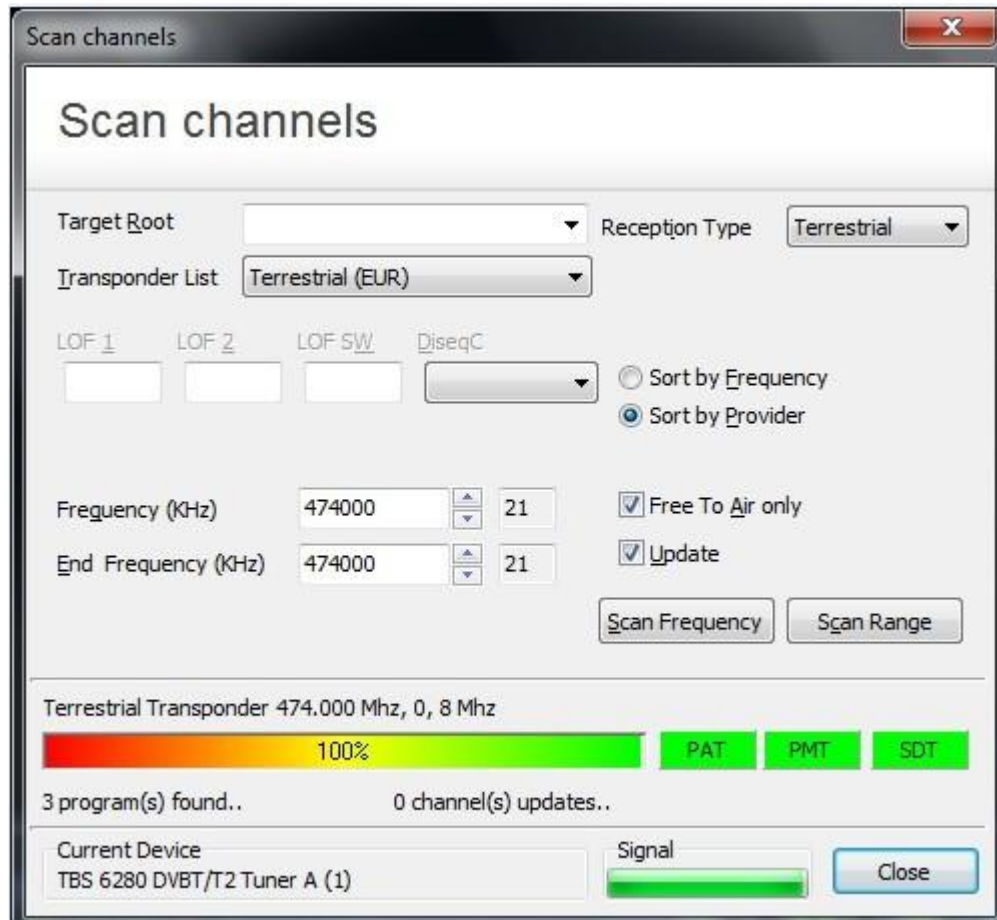 Scan channels
X
Scan channels
Target Root
Reception Type Terrestrial
Transponder List Terrestrial (EUR)
LOF 1 LOF 2 LOF SW DiseqC
Sort by Frequency
Sort by Provider
Frequency (KHz) 474000 21 Free To Air only
End Frequency (KHz) 474000 21 Update
Scan Frequency Scan Range
Terrestrial Transponder 474.000 Mhz, 0, 8 Mhz
100% PAT PMT SDT
3 program(s) found.. 0 channel(s) updates..
Current Device Signal
TBS 6280 DVBT/T2 Tuner A (1) Close